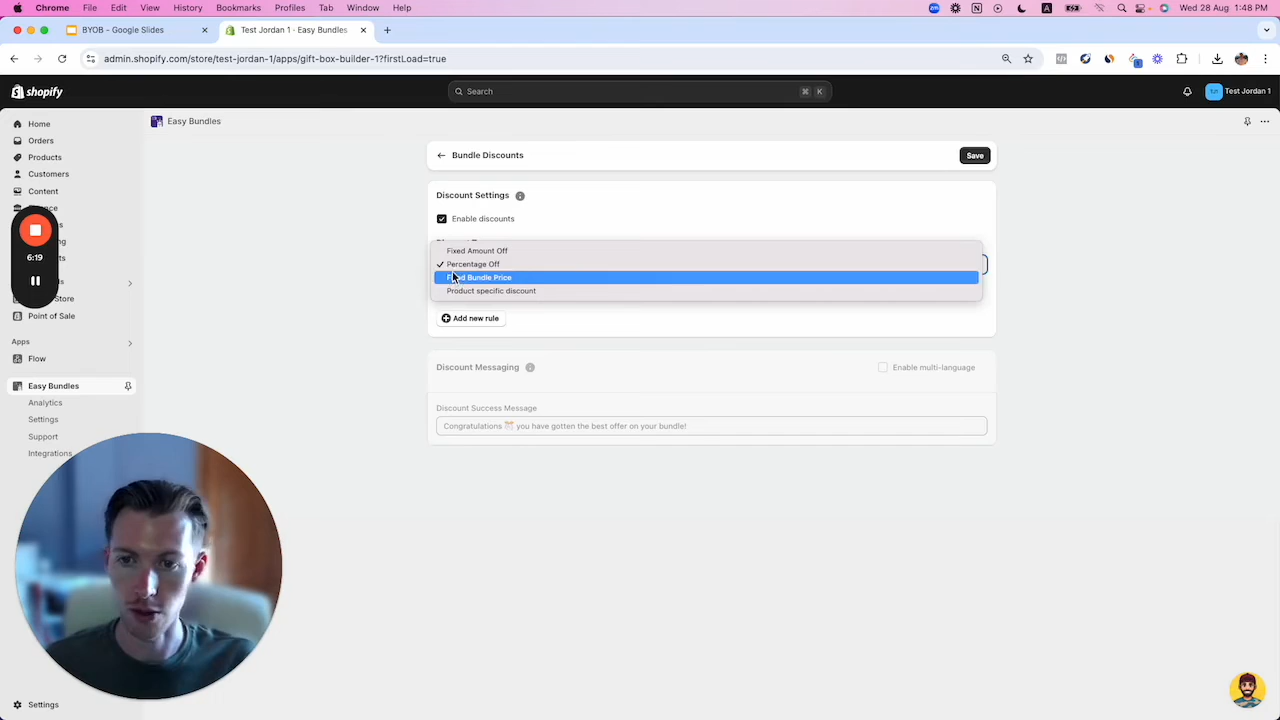 Chrome File Edit View History Bookmarks Profiles Tab Window Help
A
Wed 28 Aug 1:48 PM
BYOB - Google Slides
Test Jordan 1 · Easy Bundles
admin.shopify.com/store/test-jordan-1/apps/gift-box-builder-1?firstLoad=true
shopify
Search
K
Test Jordan 1
Home
Orders
Products
Customers
Content
6:19
Store
Point of Sale
Apps
Flow
Easy Bundles
Analytics
Settings
Support
Integrations
Settings
Easy Bundles
Bundle Discounts
Save
Discount Settings
Enable discounts
Fixed Amount Off
Percentage Off
Bundle Price
Product specific discount
Add new rule
Discount Messaging
Enable multi-language
Discount Success Message
Congratulations 🎊 you have gotten the best offer on your bundle!